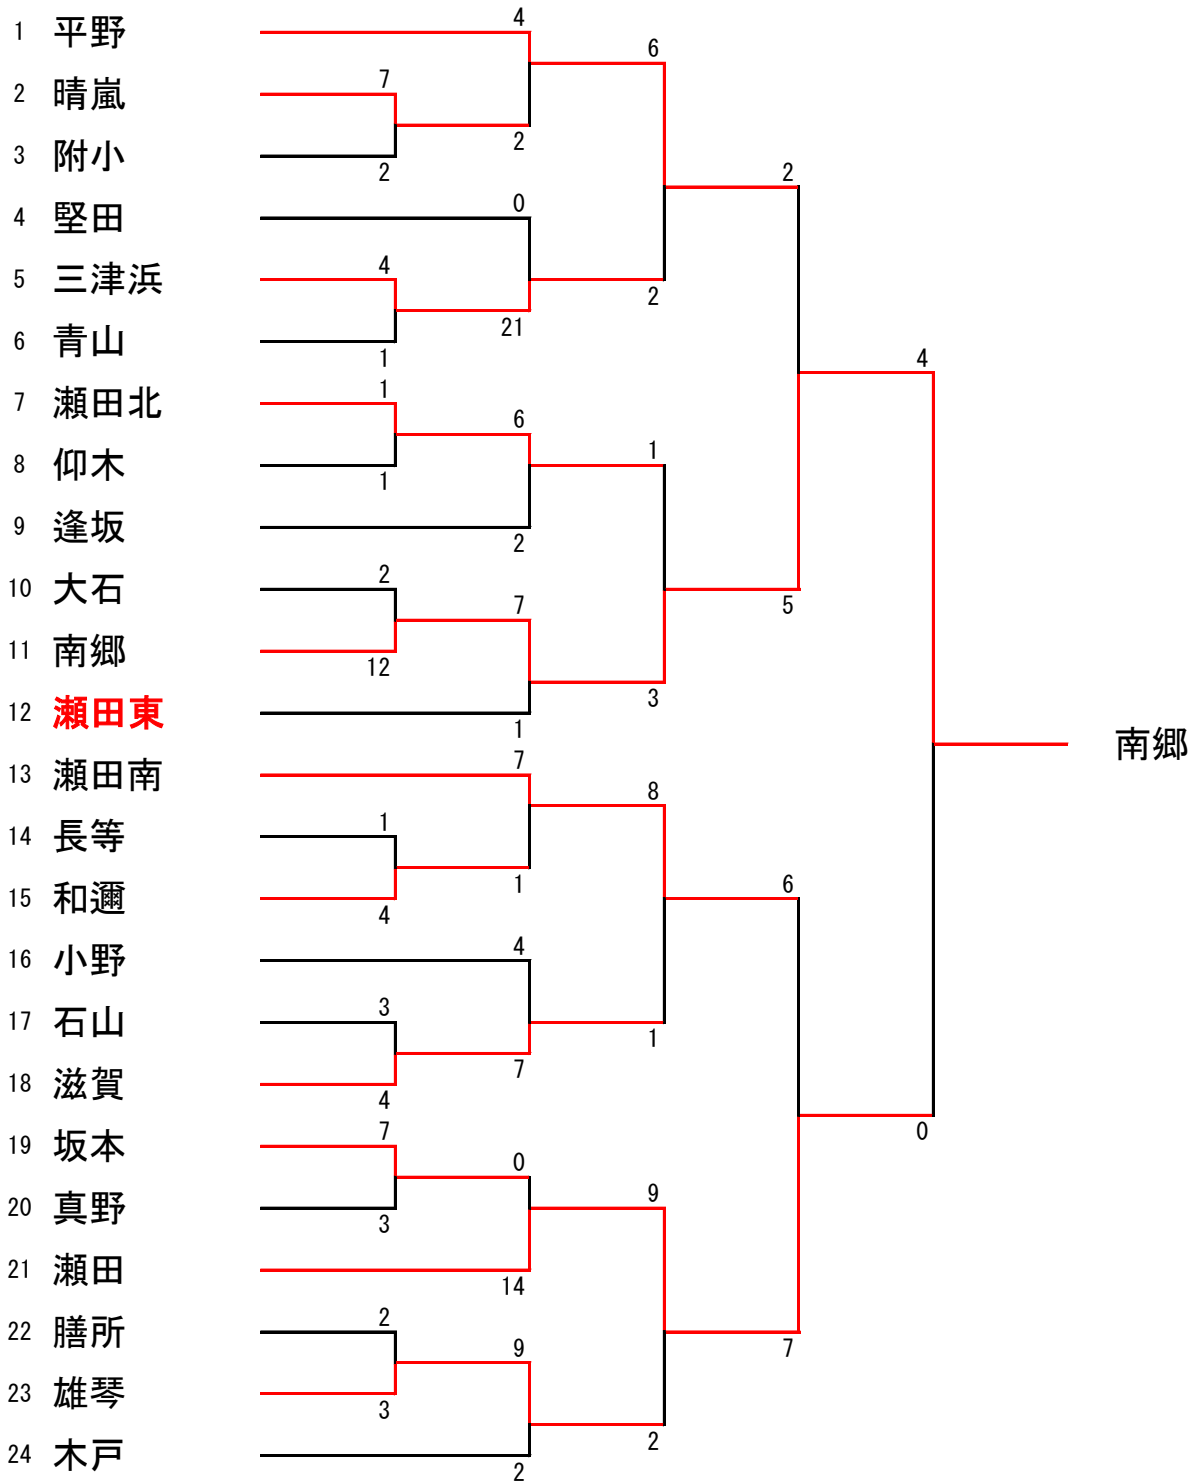 1 平野
2 晴嵐
3 附小
4 堅田
5 三津浜
6 青山
7 瀬田北
8 仰木
9 逢坂
10 大石
11 南郷
12 瀬田東
13 瀬田南
14 長等
15 和邇
16 小野
17 石山
18 滋賀
19 坂本
20 真野
21 瀬田
22 膳所
23 雄琴
24 木戸
7
2
4
1
1
1
2
12
1
4
3
4
7
3
2
3
4
2
0
21
6
2
7
1
7
1
4
7
0
14
9
2
6
2
1
3
8
1
9
2
2
5
6
7
4
0
南郷